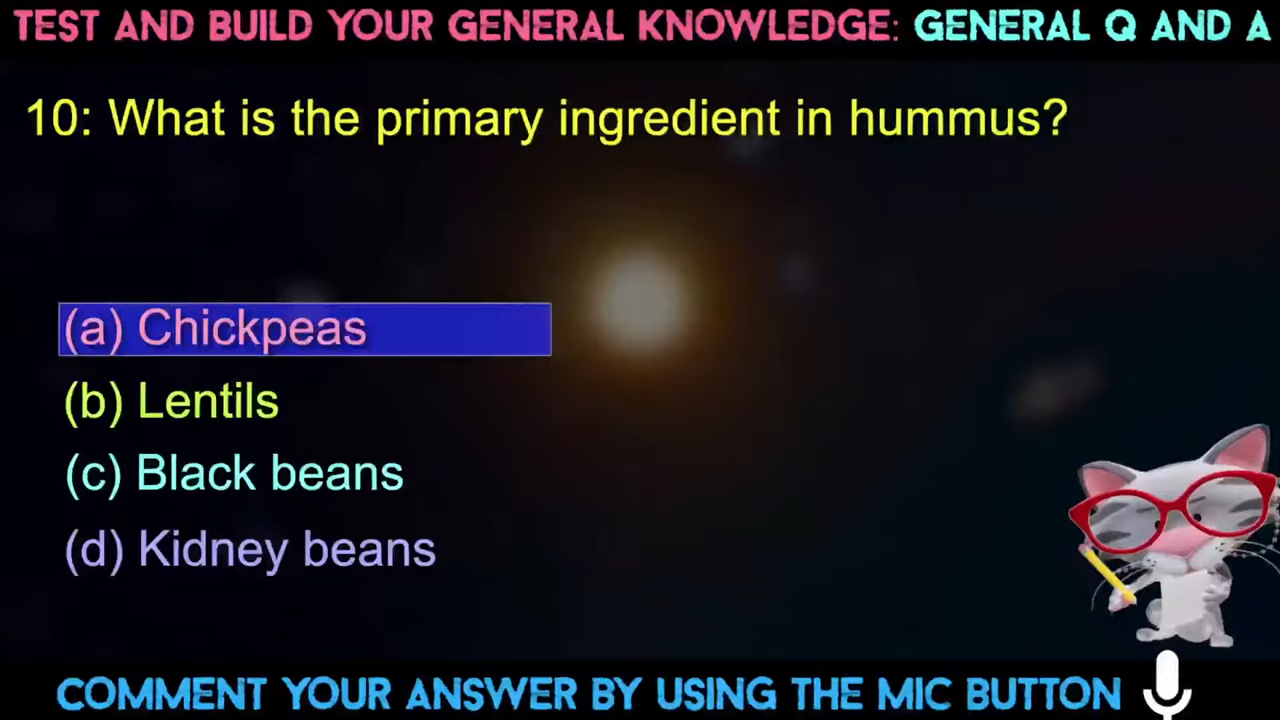 TEST AND BUILD YOUR GENERAL KNOWLEDGE: GENERAL Q AND A
10: What is the primary ingredient in hummus?
(a) Chickpeas
(b) Lentils
(c) Black beans
(d) Kidney beans
COMMENT YOUR ANSWER BY USING THE MIC BUTTON